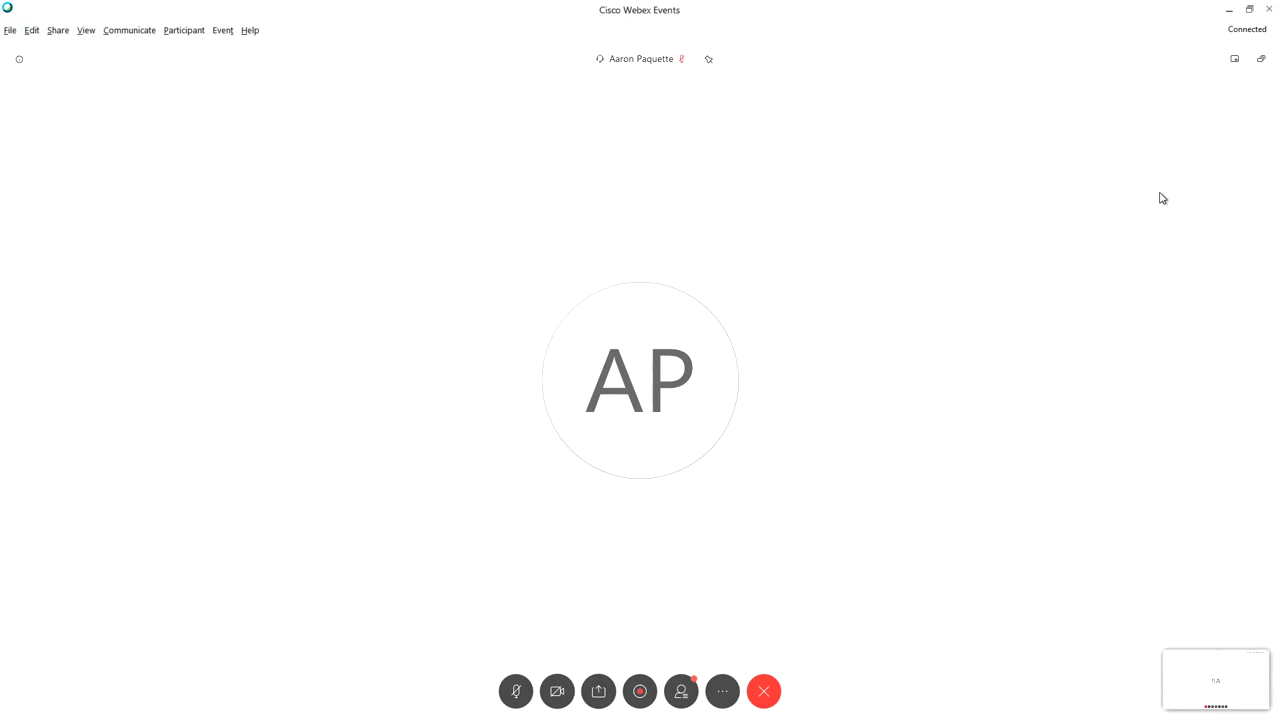 Cisco Webex Events
File Edit Share View Communicate Participant Event Help
Connected
Aaron Paquette
AP